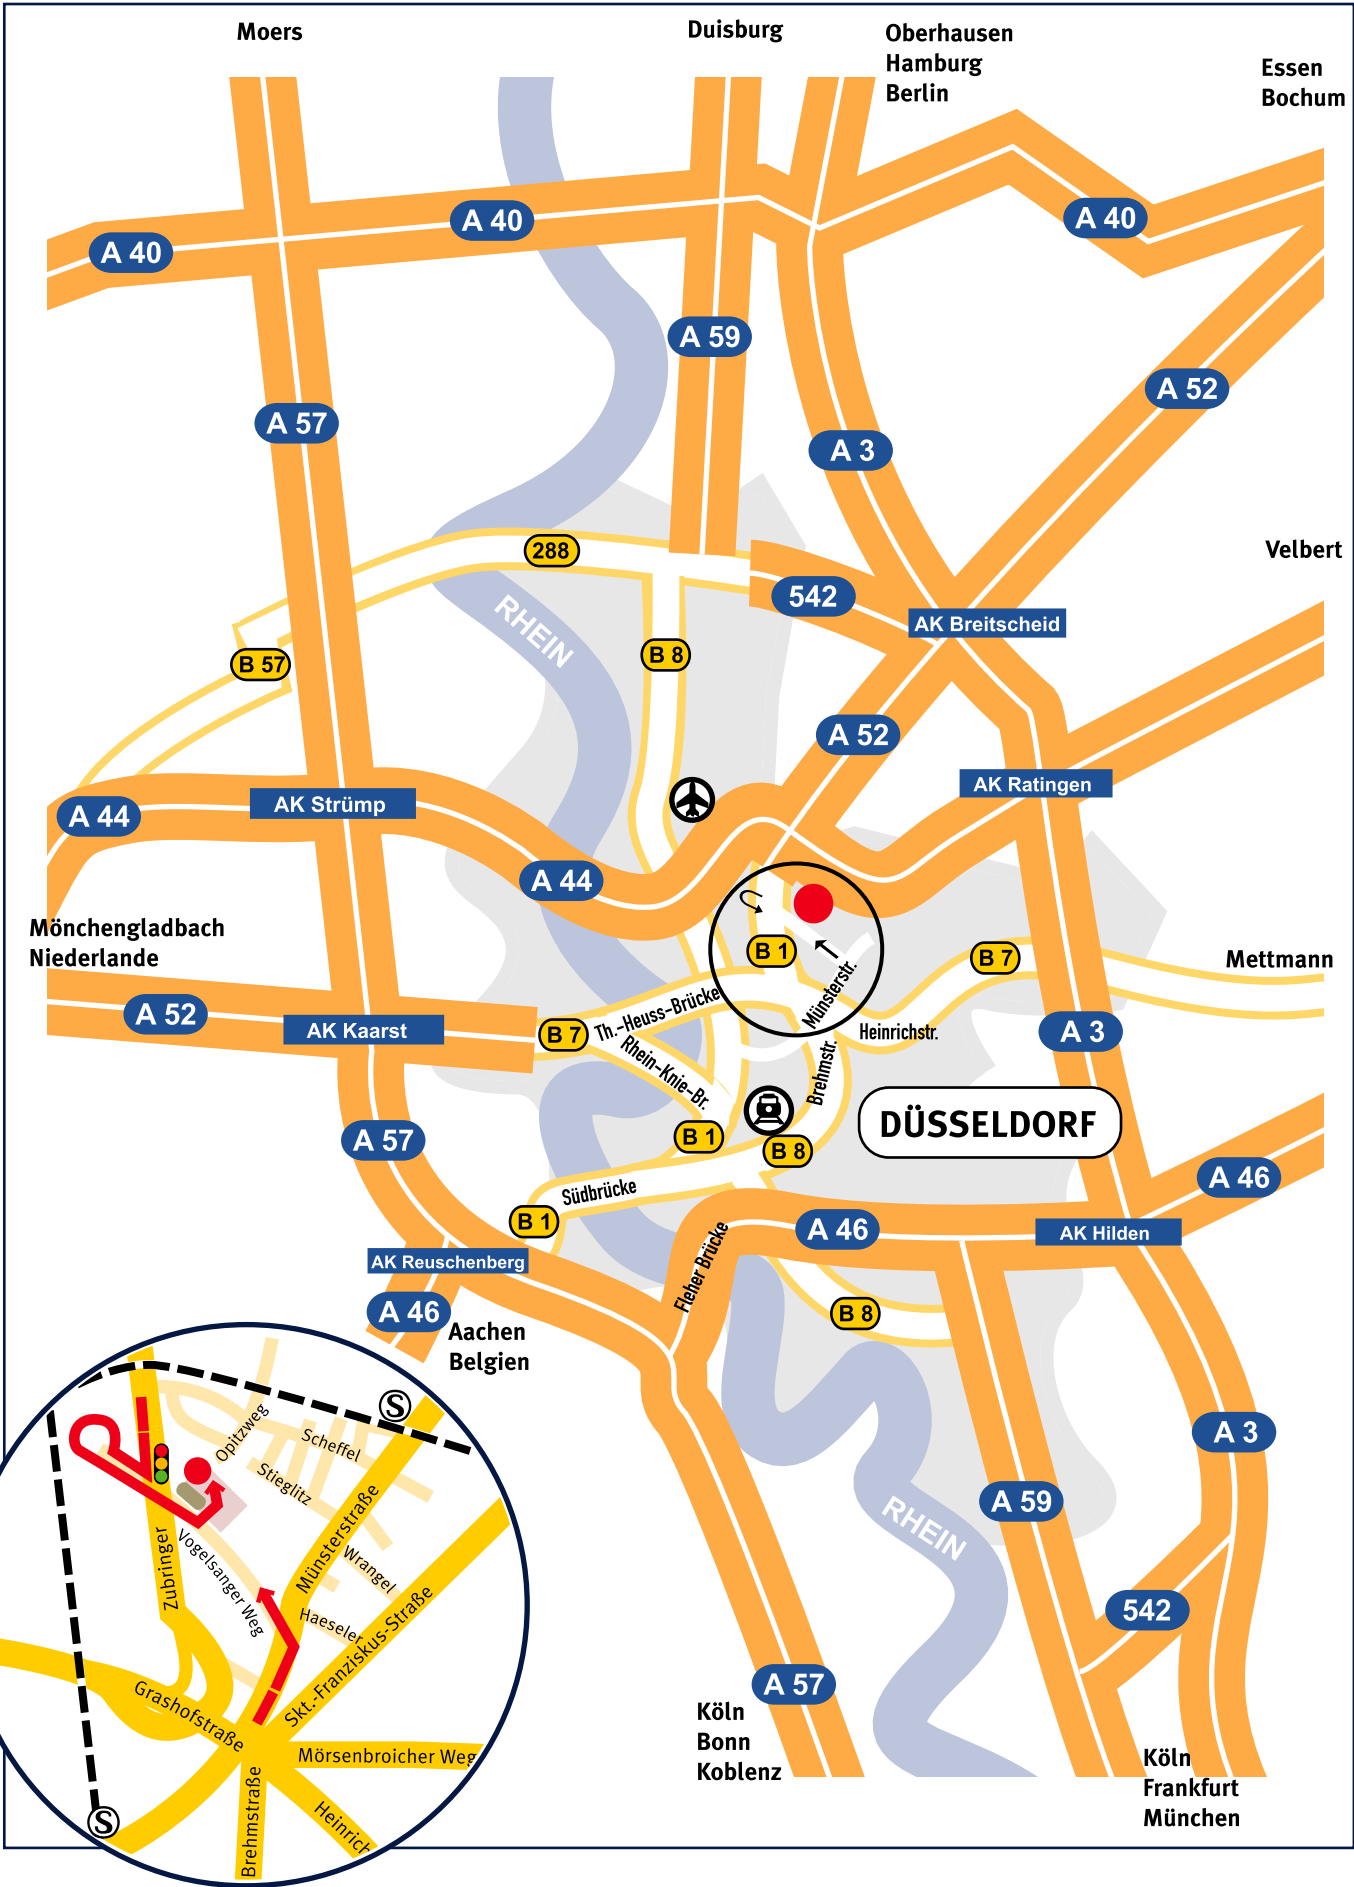 Moers
Duisburg
Oberhausen
Hamburg
Berlin
Essen
Bochum
A 40
A 40
A 40
A 59
A 52
A 57
A 3
288
Velbert
542
AK Breitscheid
RHEIN
B 8
B 57
A 52
AK Ratingen
AK Strümp
A 44
A 44
Mönchengladbach
Niederlande
B 1
B 7
Mettmann
A 52
AK Kaarst
B 7
Th.-Heuss-Brücke
Münsterstr.
Heinrichstr.
A 3
Rhein-Knie-Br.
Brehmstr.
DÜSSELDORF
A 57
B 1
B 8
Südbrücke
A 46
B 1
A 46
AK Hilden
AK Reuschenberg
Fleher Brücke
A 46
B 8
Aachen
Belgien
S
Opitzweg
Scheffel
Stieglitz
Münsterstraße
A 3
A 59
RHEIN
Zubringer
Vogelsanger Weg
Wrangel
Haeseler
Skt.-Franziskus-Straße
542
Grashofstraße
A 57
Mörsenbroicher Weg
Köln
Bonn
Koblenz
Köln
Frankfurt
München
S
Brehmstraße
Heinrich